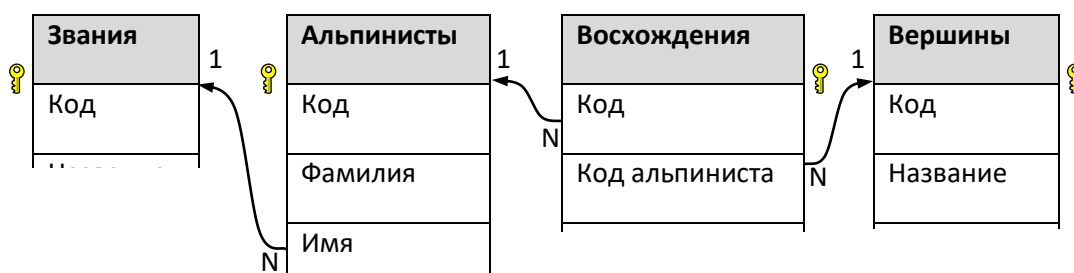 Звания
1
Код
Альпинисты
1
Код
Фамилия
Имя
N
Восхождения
Код
N
Код альпиниста
N
Вершины
1
Код
Название